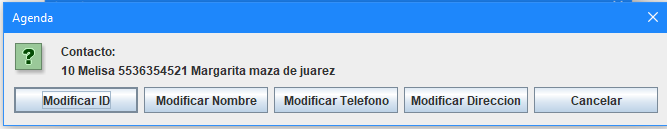 Agenda
Contacto:
10 Melisa 5536354521 Margarita maza de juarez
Modificar ID Modificar Nombre Modificar Telefono Modificar Direccion Cancelar